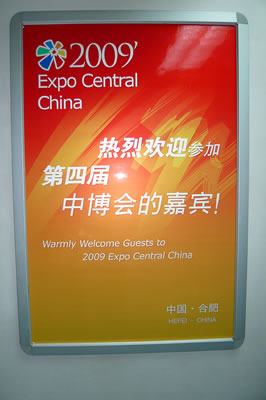 2009'
Expo Central
China
热烈欢迎参加
第四届
中博会的嘉宾!
Warmly Welcome Guests to
2009 Expo Central China
中国·合肥
HEFEI - CHINA